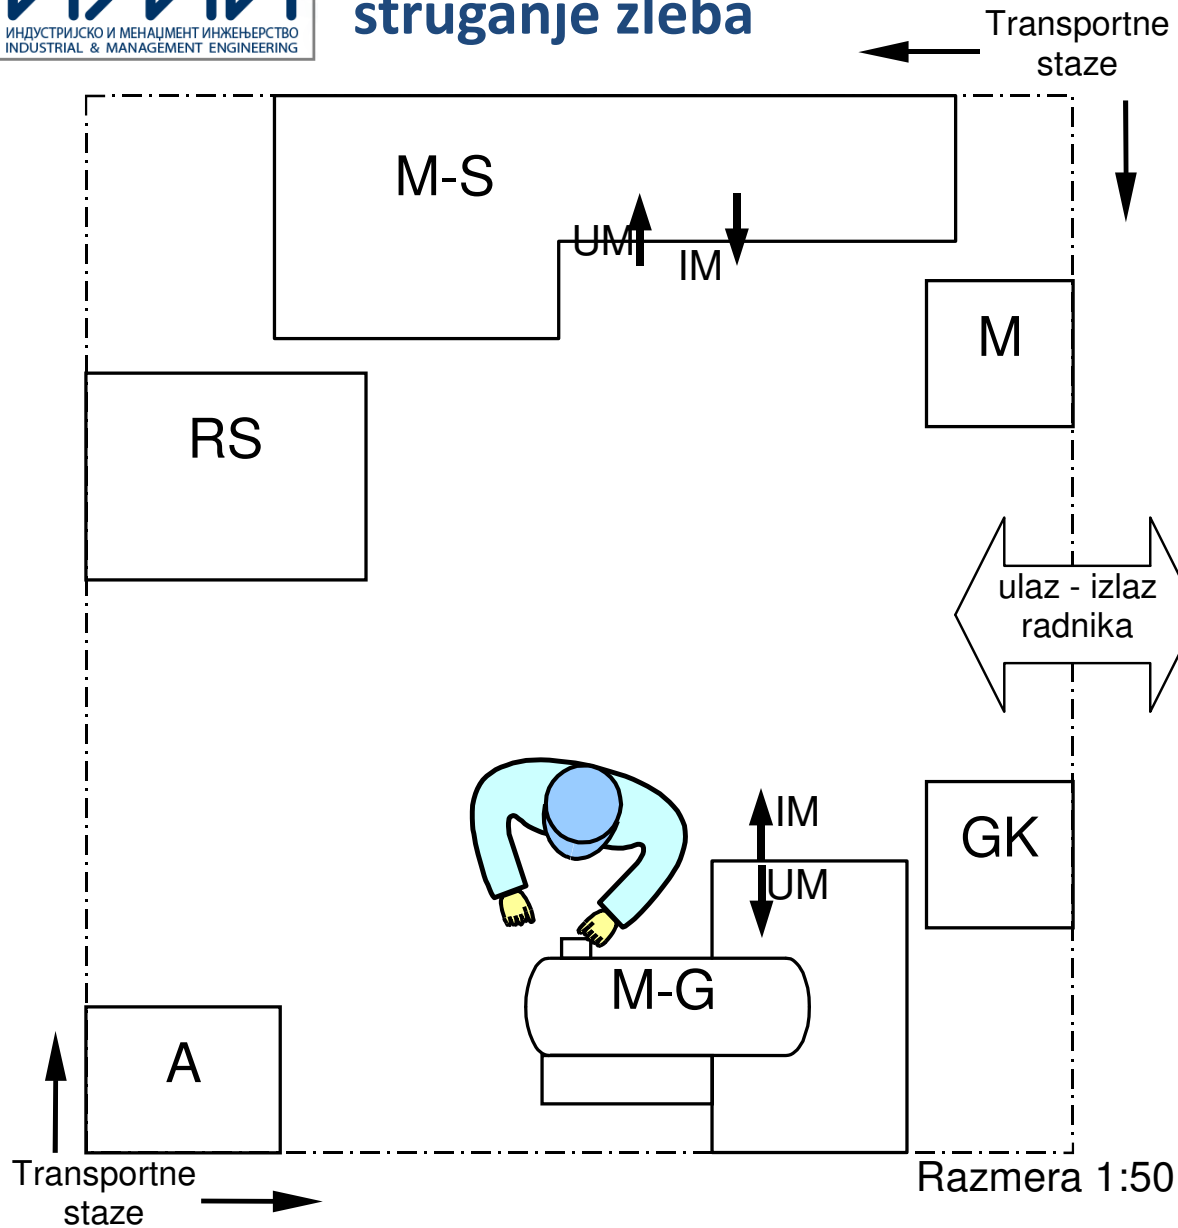 ИНДУСТРИЈСКО И МЕНАЏМЕНТ ИНЖЕЊЕРСТВО
INDUSTRIAL & MANAGEMENT ENGINEERING
struganje zleba
Transportne
staze
M-S
UM
IM
M
RS
ulaz - izlaz
radnika
IM
UM
GK
M-G
A
Transportne
staze
Razmera 1:50